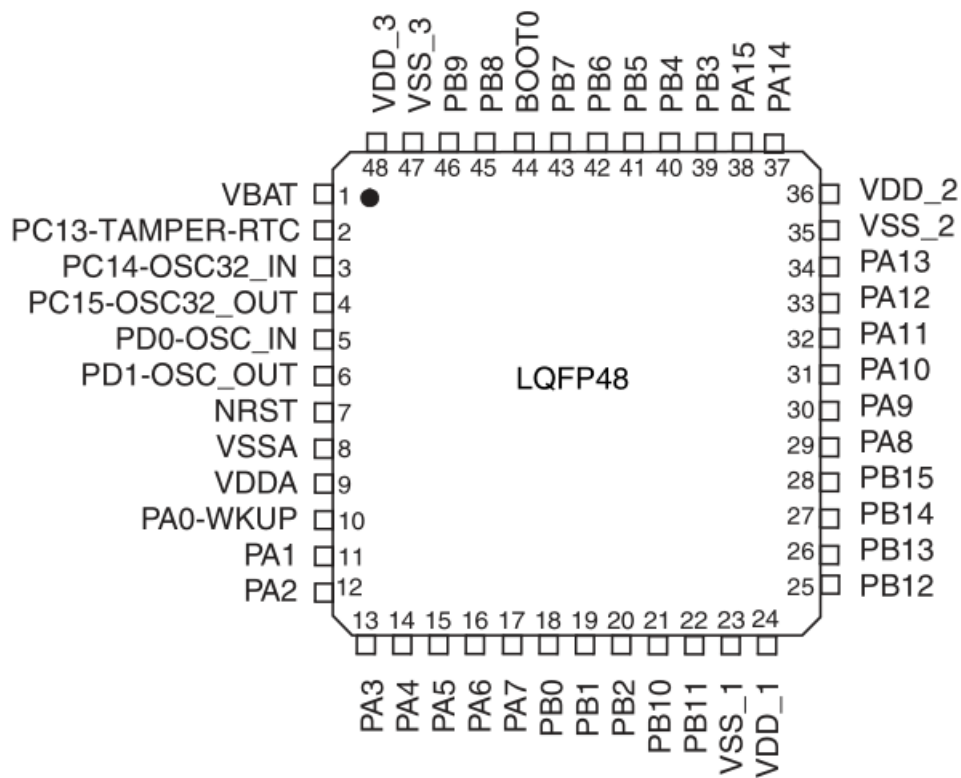 VDD_3 VSS_3 PB9 PB8 BOOT0 PB7 PB6 PB5 PB4 PB3 PA15 PA14
48 47 46 45 44 43 42 41 40 39 38 37
VBAT 1 36 VDD_2
PC13-TAMPER-RTC 2 35 VSS_2
PC14-OSC32_IN 3 34 PA13
PC15-OSC32_OUT 4 33 PA12
PD0-OSC_IN 5 32 PA11
PD1-OSC_OUT 6 LQFP48 31 PA10
NRST 7 30 PA9
VSSA 8 29 PA8
VDDA 9 28 PB15
PA0-WKUP 10 27 PB14
PA1 11 26 PB13
PA2 12 25 PB12
13 14 15 16 17 18 19 20 21 22 23 24
PA3 PA4 PA5 PA6 PA7 PB0 PB1 PB2 PB10 PB11 VSS_1 VDD_1